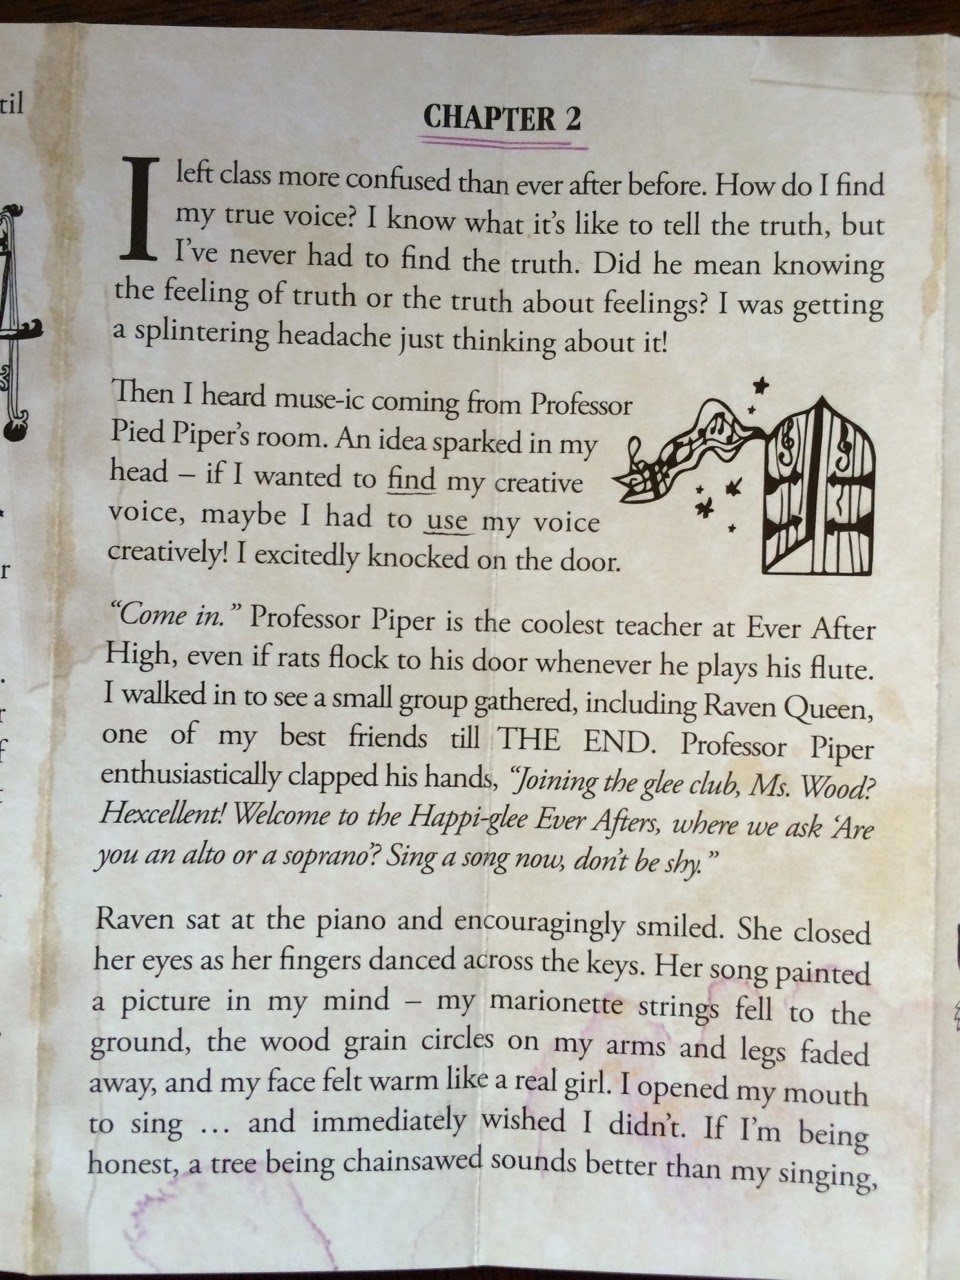 til
CHAPTER 2
I left class more confused than ever after before. How do I find
my true voice? I know what it's like to tell the truth, but
I've never had to find the truth. Did he mean knowing
the feeling of truth or the truth about feelings? I was getting
a splintering headache just thinking about it!
Then I heard muse-ic coming from Professor
Pied Piper's room. An idea sparked in my
head – if I wanted to find my creative
voice, maybe I had to use my voice
creatively! I excitedly knocked on the door.
"Come in." Professor Piper is the coolest teacher at Ever After
High, even if rats flock to his door whenever he plays his flute.
I walked in to see a small group gathered, including Raven Queen,
one of my best friends till THE END. Professor Piper
enthusiastically clapped his hands, "Joining the glee club, Ms. Wood?
Hexcellent! Welcome to the Happi-glee Ever Afters, where we ask 'Are
you an alto or a soprano'? Sing a song now, don't be shy."
Raven sat at the piano and encouragingly smiled. She closed
her eyes as her fingers danced across the keys. Her song painted
a picture in my mind – my marionette strings fell to the
ground, the wood grain circles on my arms and legs faded
away, and my face felt warm like a real girl. I opened my mouth
to sing … and immediately wished I didn't. If I'm being
honest, a tree being chainsawed sounds better than my singing,